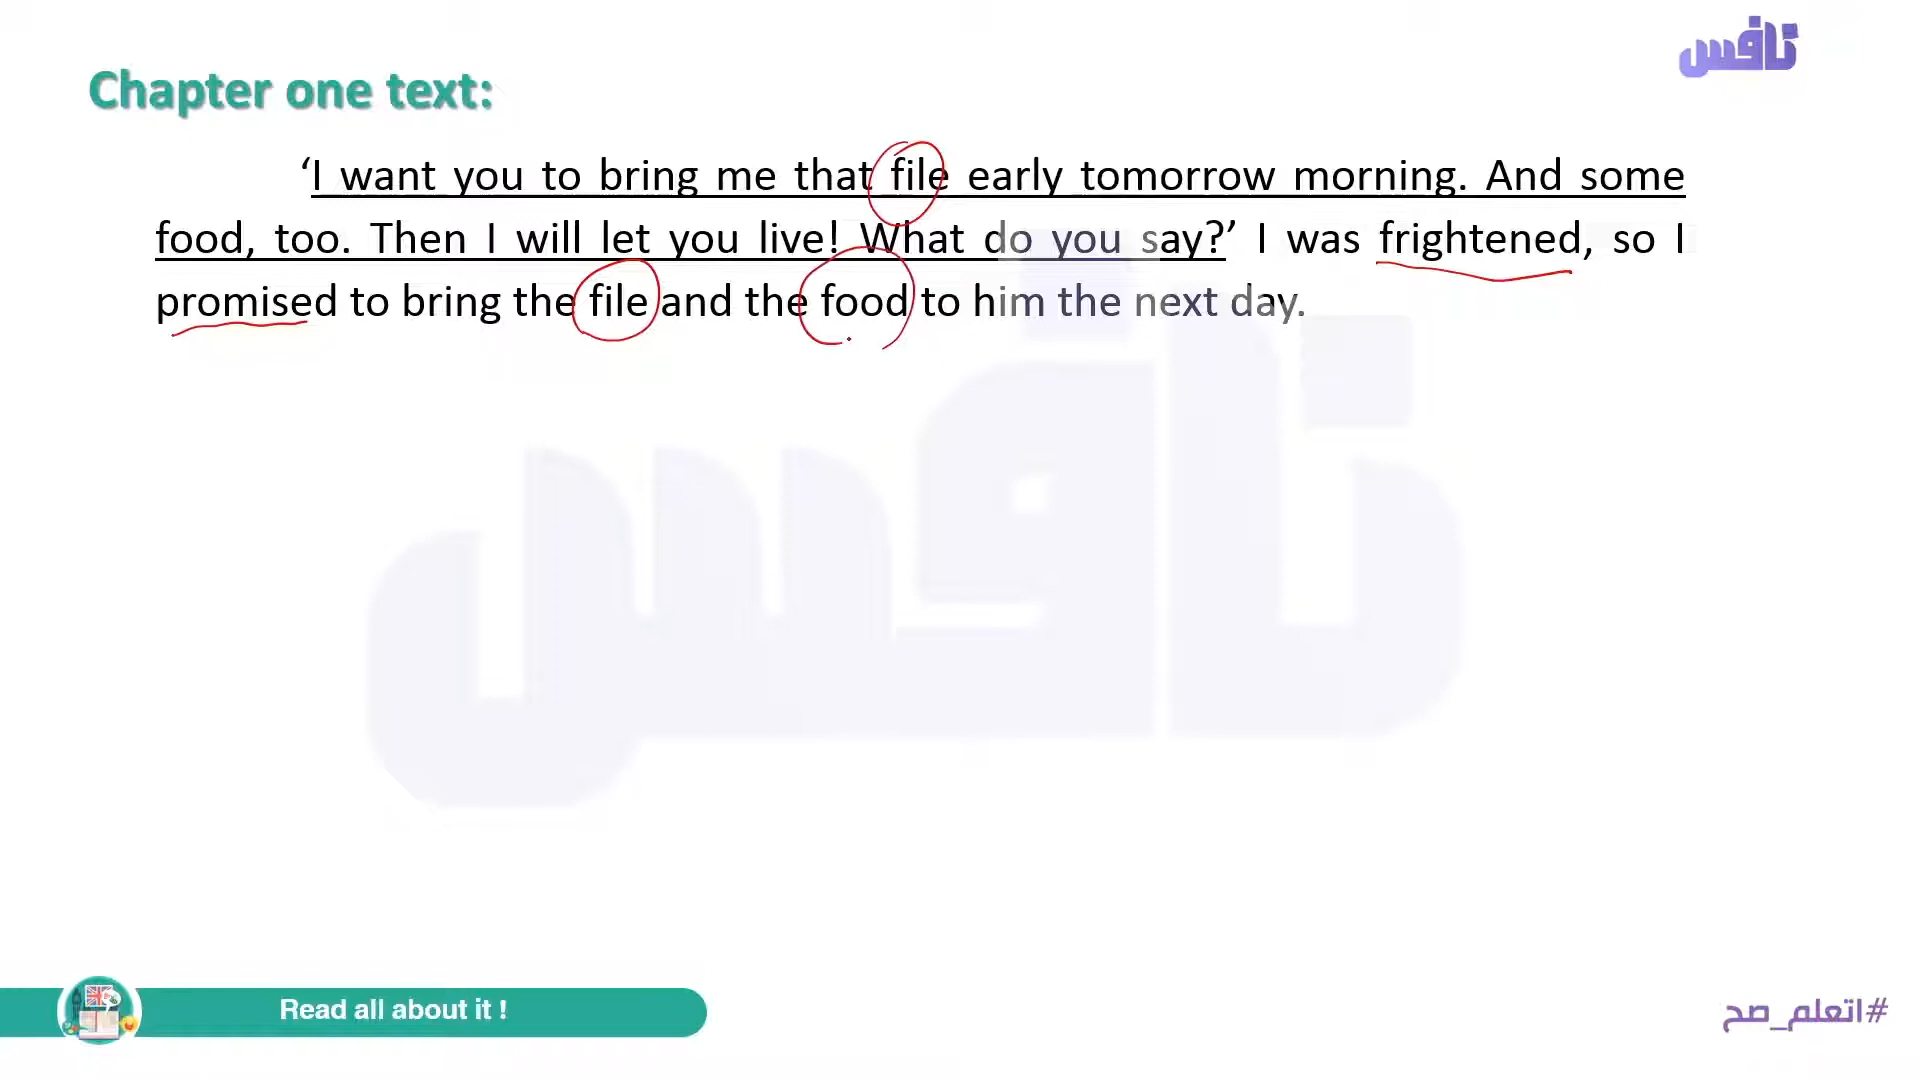 نافس
Chapter one text:
‘I want you to bring me that file early tomorrow morning. And some
food, too. Then I will let you live! What do you say?’ I was frightened, so I
promised to bring the file and the food to him the next day.
نافس
Read all about it !
#اتعلم_صح